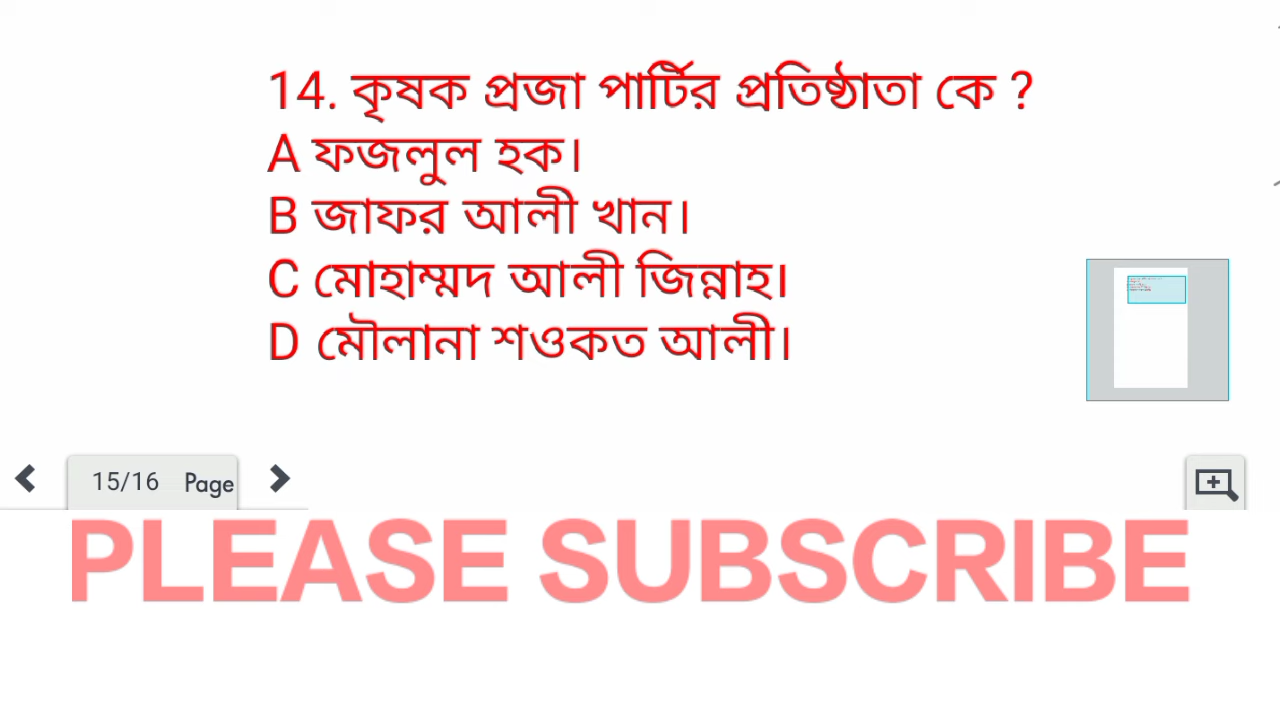 14. কৃষক প্রজা পার্টির প্রতিষ্ঠাতা কে ?
A ফজলুল হক।
B জাফর আলী খান।
C মোহাম্মদ আলী জিন্নাহ।
D মৌলানা শওকত আলী।
15/16 Page
PLEASE SUBSCRIBE